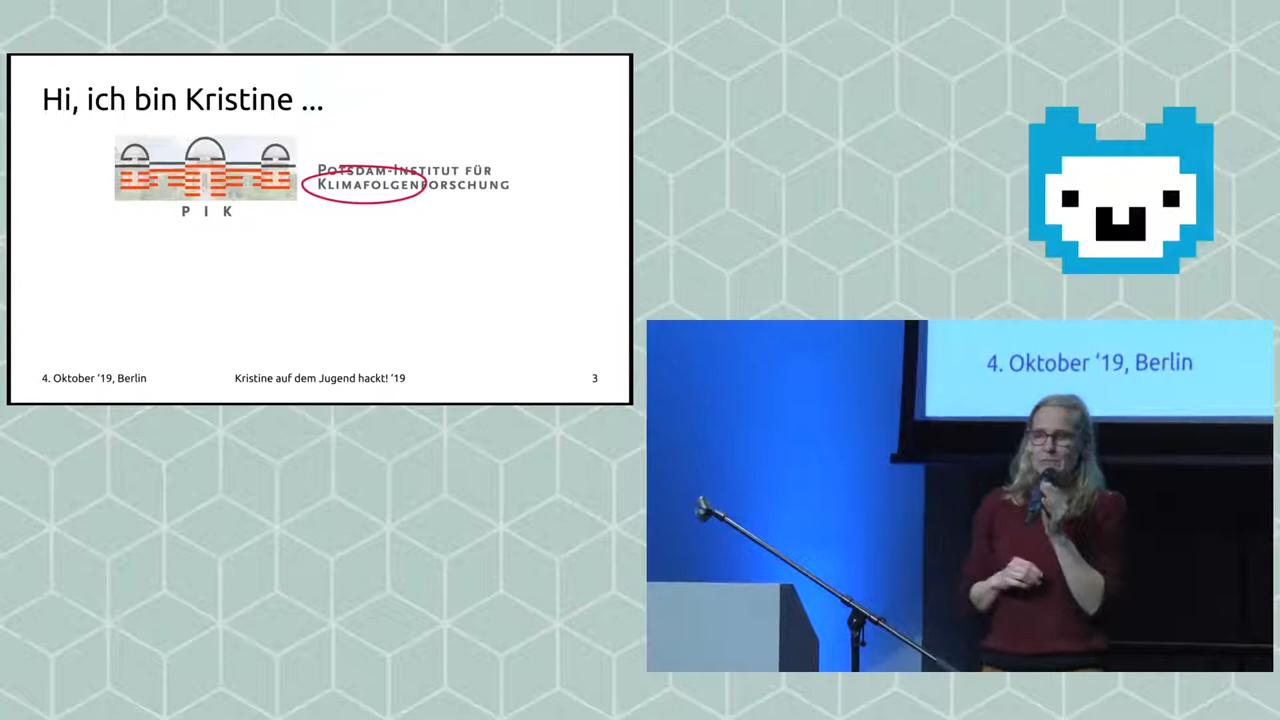 Hi, ich bin Kristine ...
POTSDAM-INSTITUT FÜR
KLIMAFOLGENFORSCHUNG
P I K
4. Oktober '19, Berlin
Kristine auf dem Jugend hackt! '19
3
4. Oktober '19, Berlin